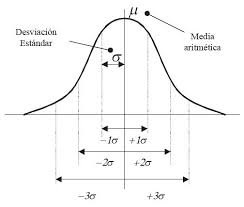 μ
Desviación
Estándar
Media
aritmética
σ
−1σ +1σ
−2σ +2σ
−3σ +3σ